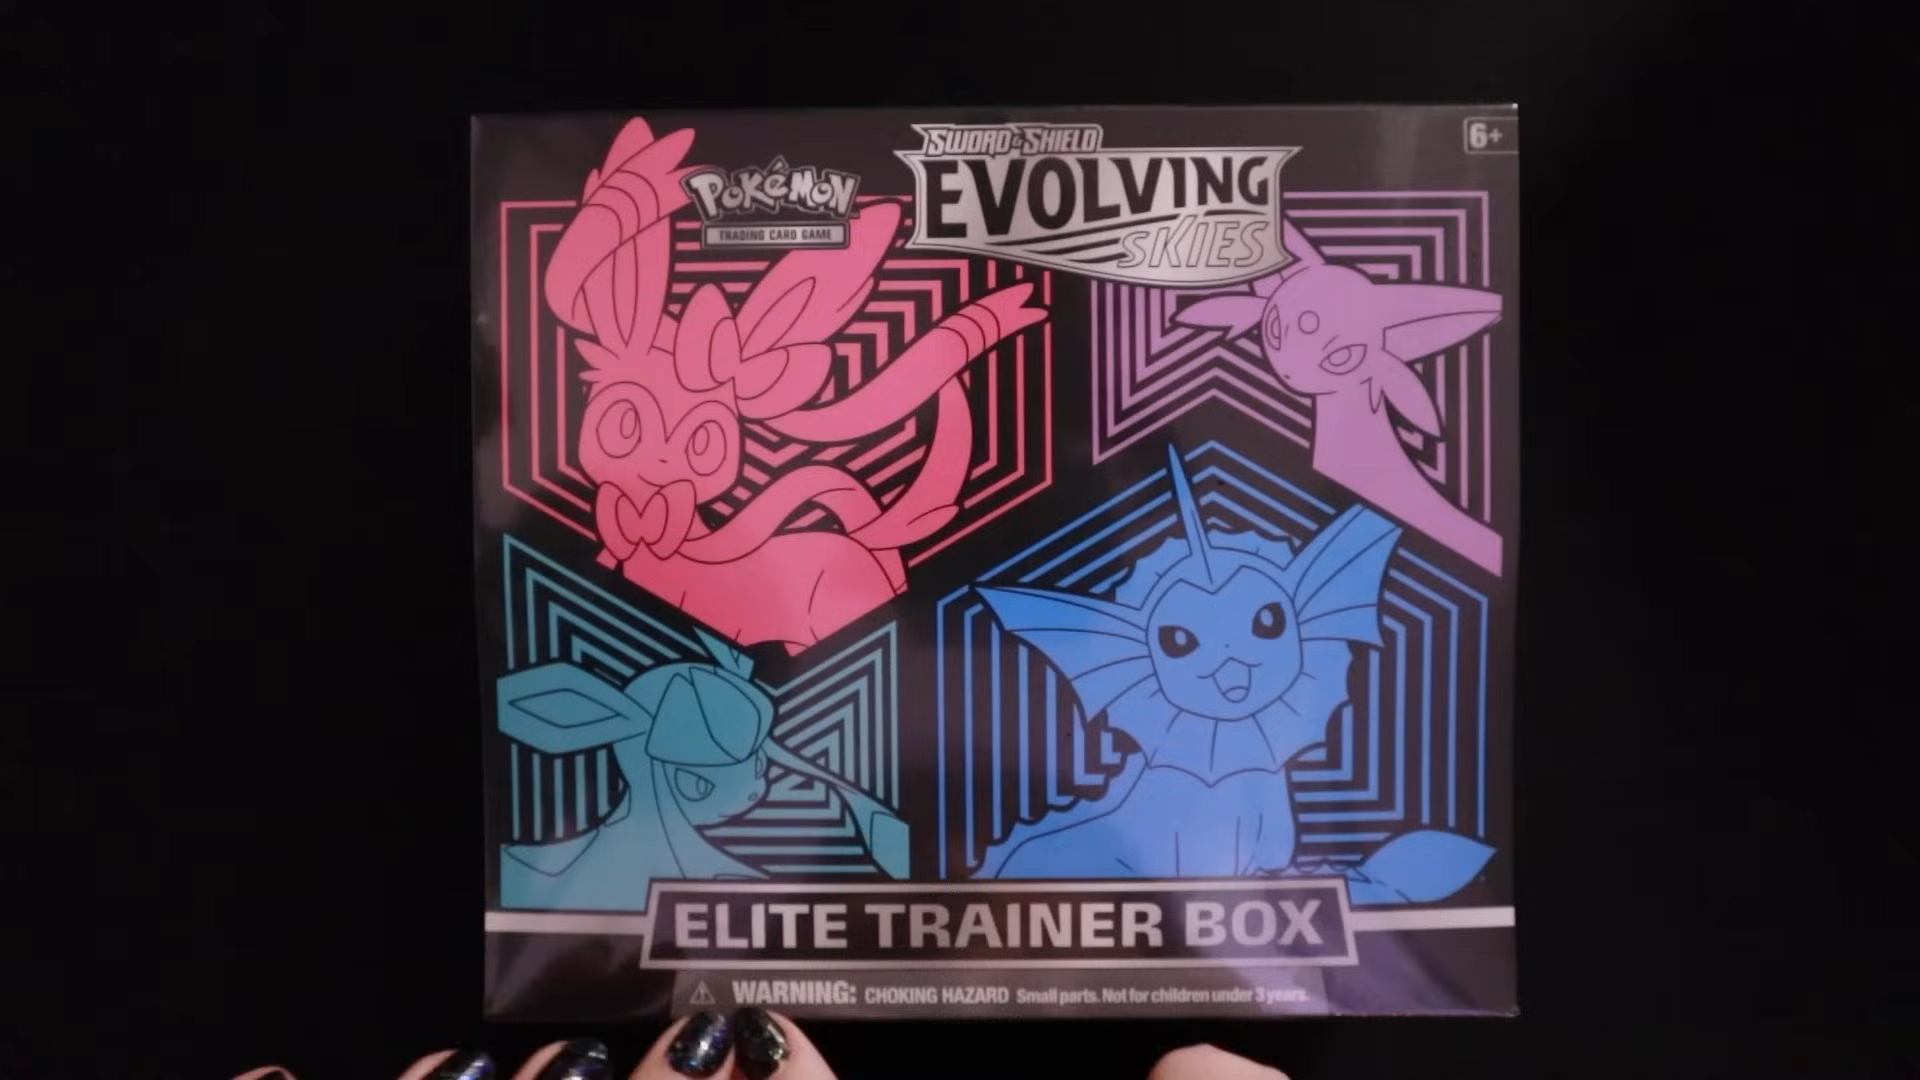 SWORD & SHIELD
6+
POKéMON
EVOLVING
TRADING CARD GAME
SKIES
ELITE TRAINER BOX
WARNING: CHOKING HAZARD Small parts. Not for children under 3 years.